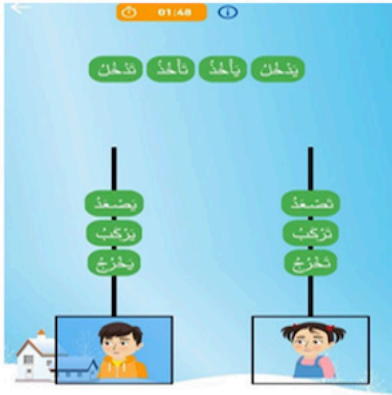 01:48
يَدْخُلُ يَأْخُذُ تَأْخُذُ تَدْخُلُ
تَصْعَدُ يَصْعَدُ
تَرْكَبُ يَرْكَبُ
تَخْرُجُ يَخْرُجُ